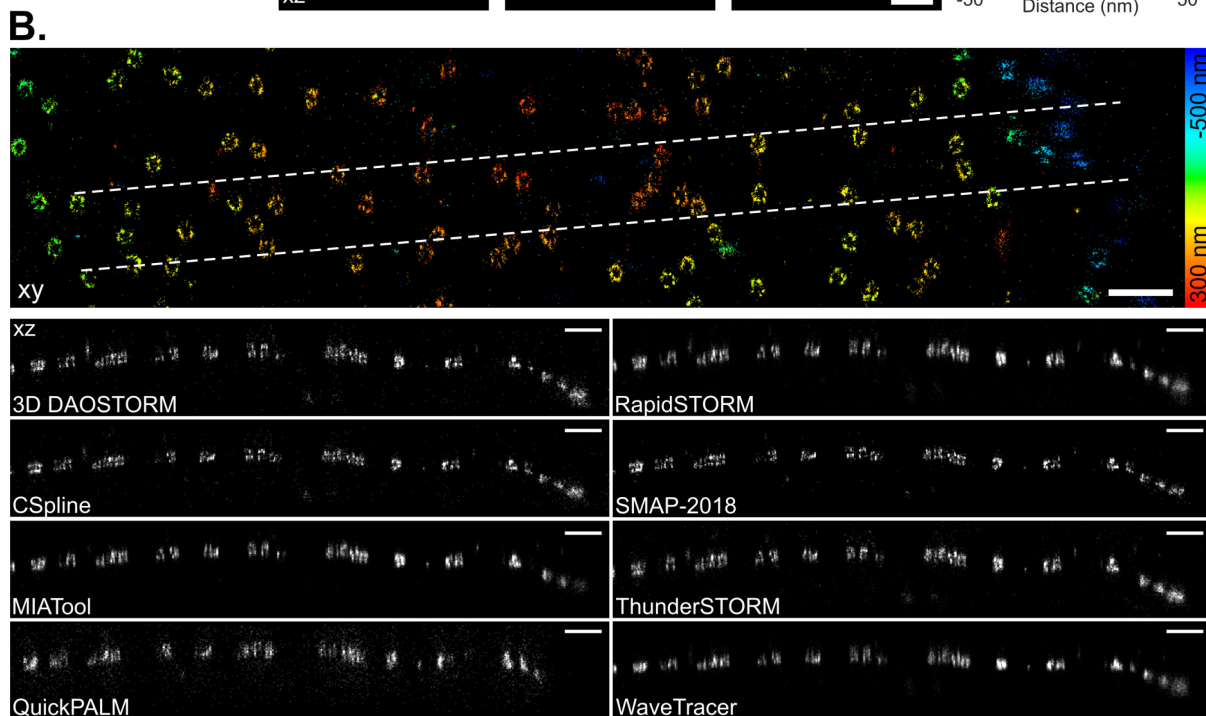 xz
-50
Distance (nm)
50
B.
-500 nm
300 nm
xy
xz
3D DAOSTORM
RapidSTORM
CSpline
SMAP-2018
MIATool
ThunderSTORM
QuickPALM
WaveTracer